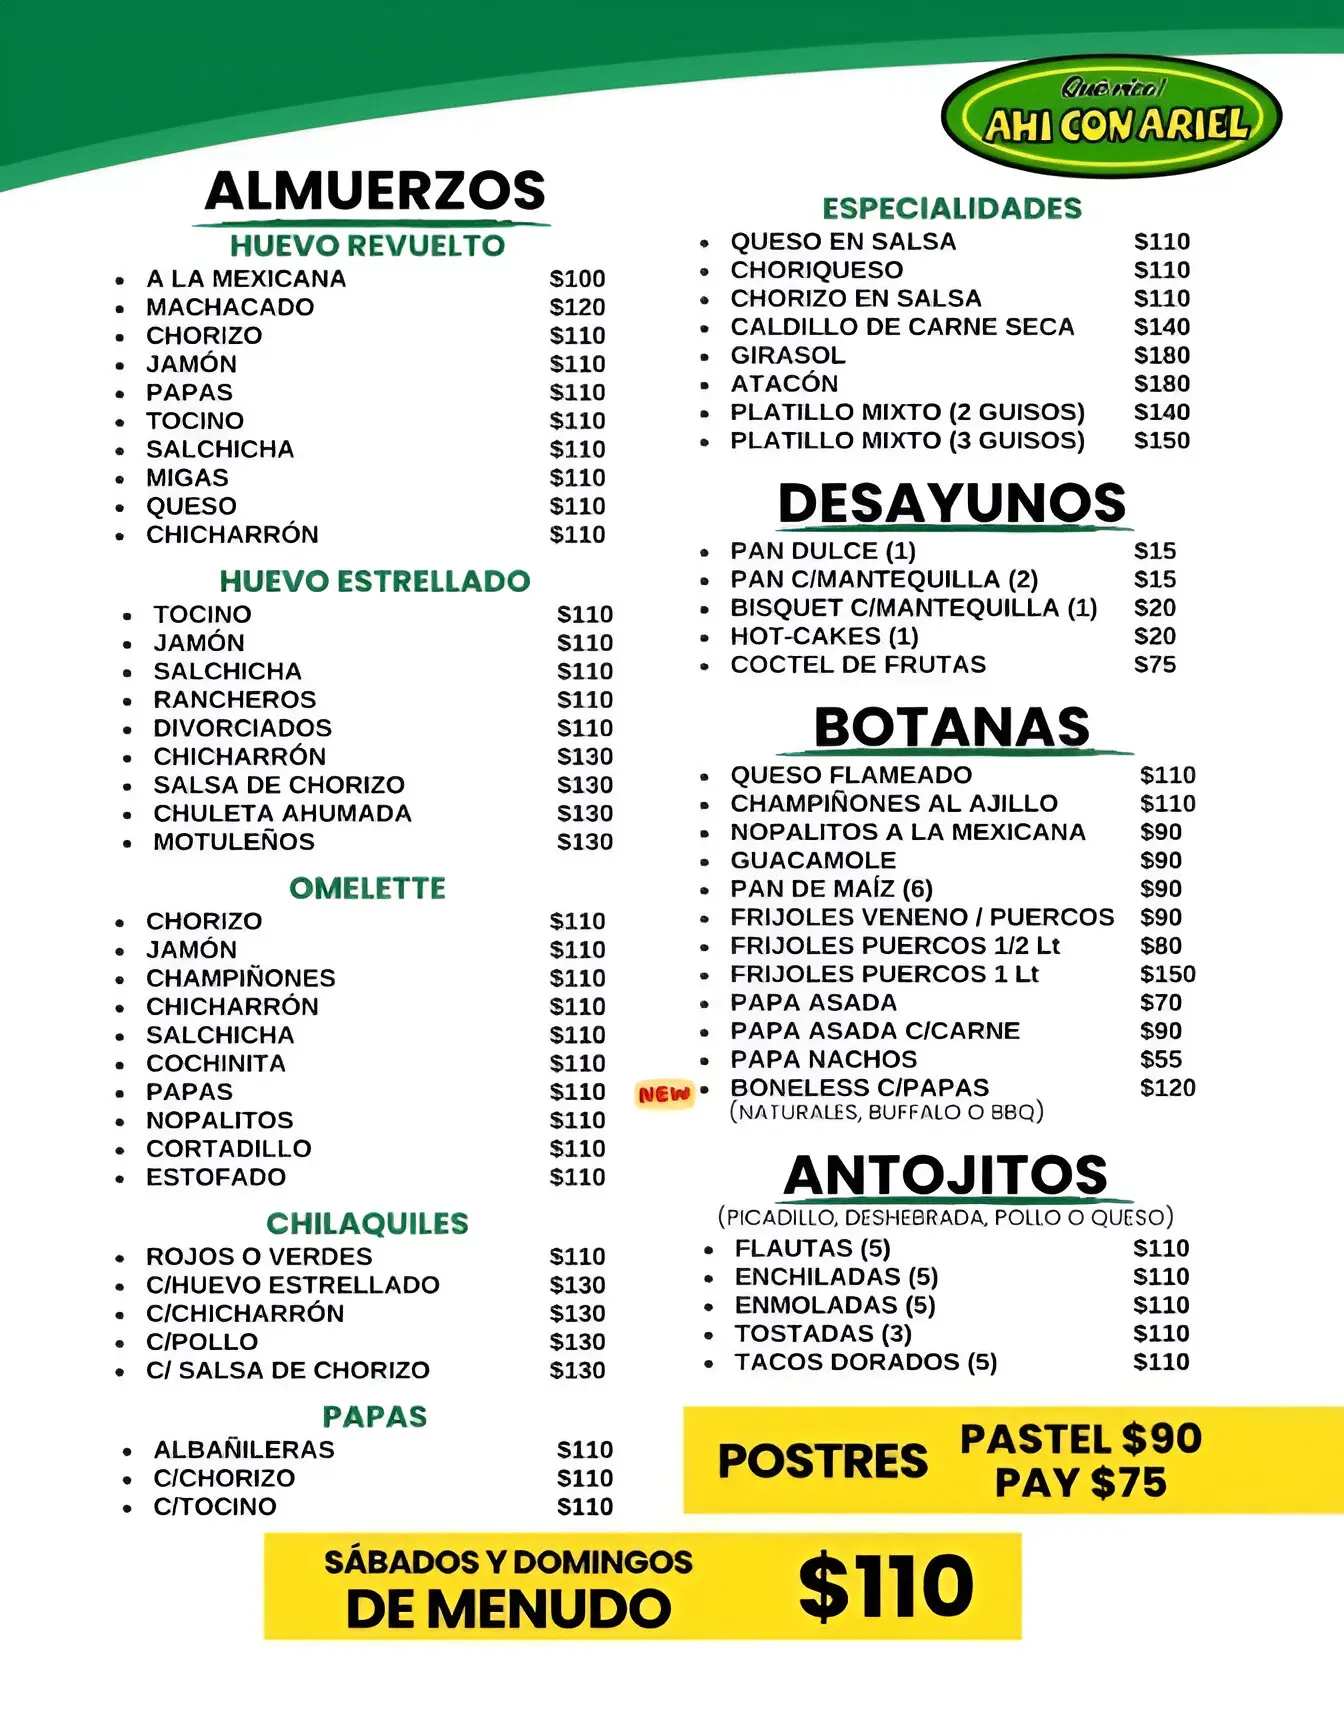 Qué rico!
AHI CON ARIEL
ALMUERZOS
HUEVO REVUELTO
• A LA MEXICANA $100
• MACHACADO $120
• CHORIZO $110
• JAMÓN $110
• PAPAS $110
• TOCINO $110
• SALCHICHA $110
• MIGAS $110
• QUESO $110
• CHICHARRÓN $110
HUEVO ESTRELLADO
• TOCINO $110
• JAMÓN $110
• SALCHICHA $110
• RANCHEROS $110
• DIVORCIADOS $110
• CHICHARRÓN $130
• SALSA DE CHORIZO $130
• CHULETA AHUMADA $130
• MOTULEÑOS $130
OMELETTE
• CHORIZO $110
• JAMÓN $110
• CHAMPIÑONES $110
• CHICHARRÓN $110
• SALCHICHA $110
• COCHINITA $110
• PAPAS $110
• NOPALITOS $110
• CORTADILLO $110
• ESTOFADO $110
CHILAQUILES
• ROJOS O VERDES $110
• C/HUEVO ESTRELLADO $130
• C/CHICHARRÓN $130
• C/POLLO $130
• C/ SALSA DE CHORIZO $130
PAPAS
• ALBAÑILERAS $110
• C/CHORIZO $110
• C/TOCINO $110
ESPECIALIDADES
• QUESO EN SALSA $110
• CHORIQUESO $110
• CHORIZO EN SALSA $110
• CALDILLO DE CARNE SECA $140
• GIRASOL $180
• ATACÓN $180
• PLATILLO MIXTO (2 GUISOS) $140
• PLATILLO MIXTO (3 GUISOS) $150
DESAYUNOS
• PAN DULCE (1) $15
• PAN C/MANTEQUILLA (2) $15
• BISQUET C/MANTEQUILLA (1) $20
• HOT-CAKES (1) $20
• COCTEL DE FRUTAS $75
BOTANAS
• QUESO FLAMEADO $110
• CHAMPIÑONES AL AJILLO $110
• NOPALITOS A LA MEXICANA $90
• GUACAMOLE $90
• PAN DE MAÍZ (6) $90
• FRIJOLES VENENO / PUERCOS $90
• FRIJOLES PUERCOS 1/2 Lt $80
• FRIJOLES PUERCOS 1 Lt $150
• PAPA ASADA $70
• PAPA ASADA C/CARNE $90
• PAPA NACHOS $55
NEW • BONELESS C/PAPAS $120
(NATURALES, BUFFALO O BBQ)
ANTOJITOS
(PICADILLO, DESHEBRADA, POLLO O QUESO)
• FLAUTAS (5) $110
• ENCHILADAS (5) $110
• ENMOLADAS (5) $110
• TOSTADAS (3) $110
• TACOS DORADOS (5) $110
POSTRES
PASTEL $90
PAY $75
SÁBADOS Y DOMINGOS
DE MENUDO
$110